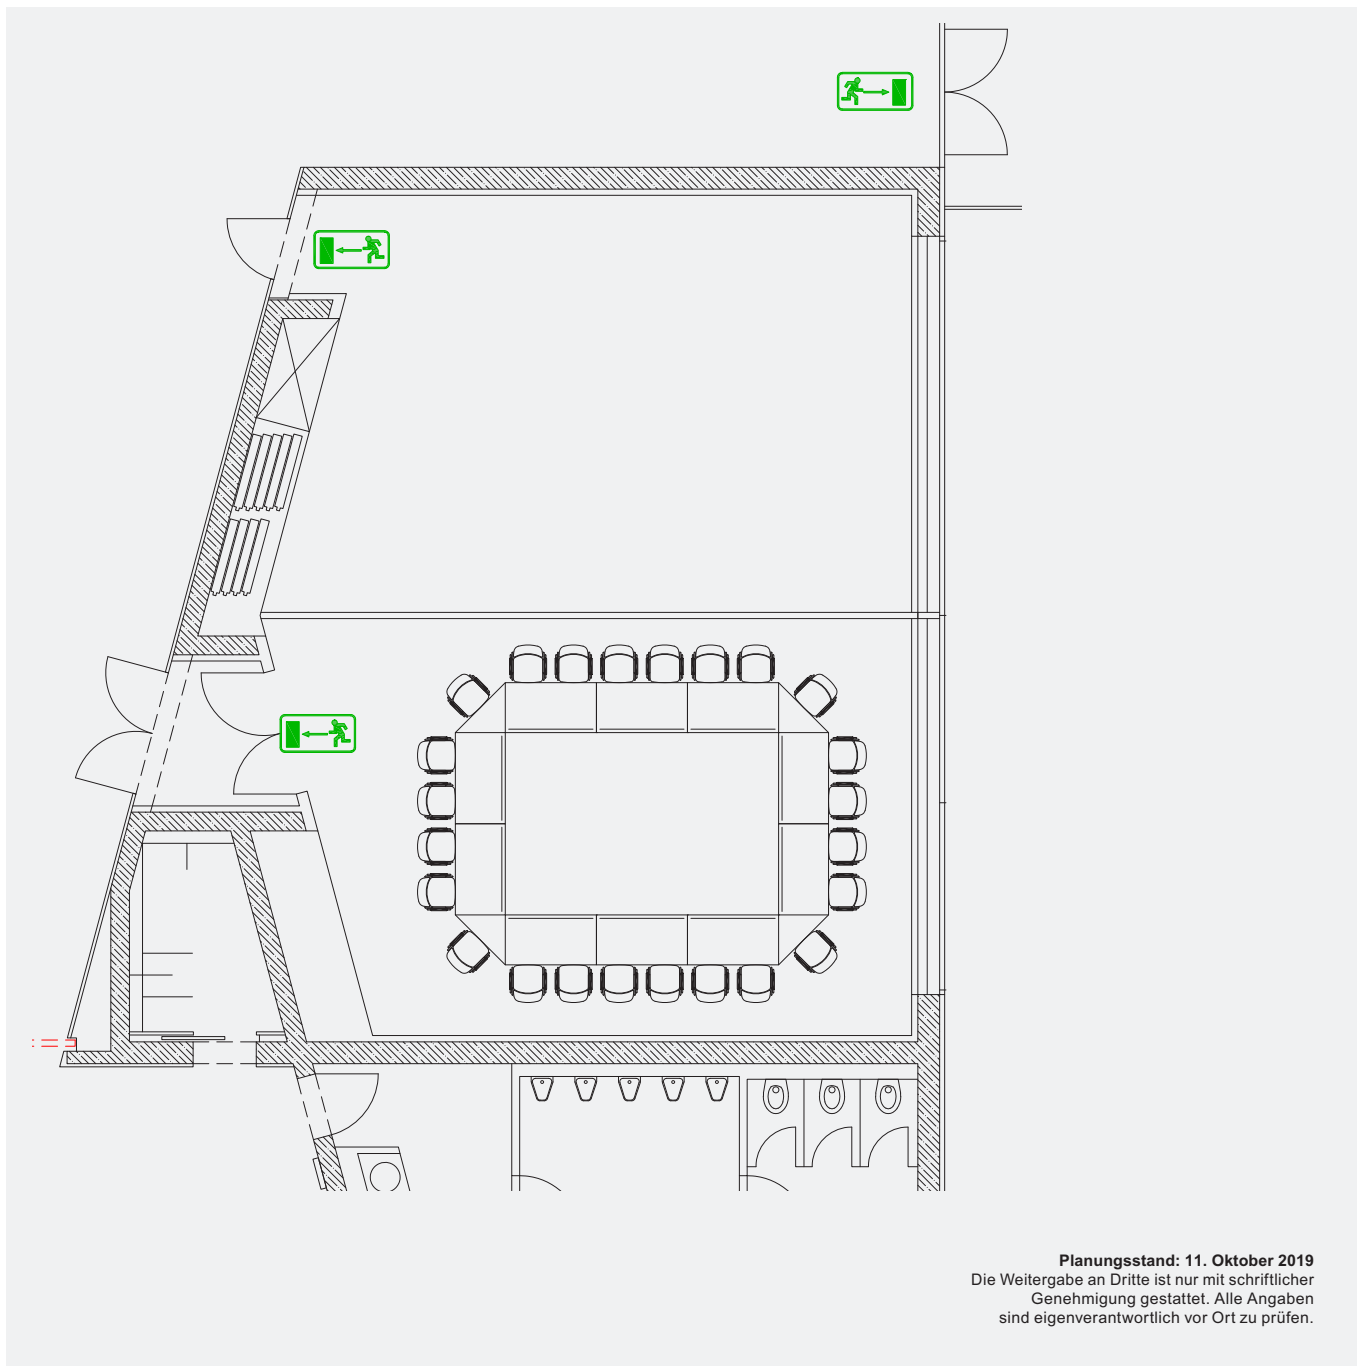 Planungsstand: 11. Oktober 2019
Die Weitergabe an Dritte ist nur mit schriftlicher
Genehmigung gestattet. Alle Angaben
sind eigenverantwortlich vor Ort zu prüfen.